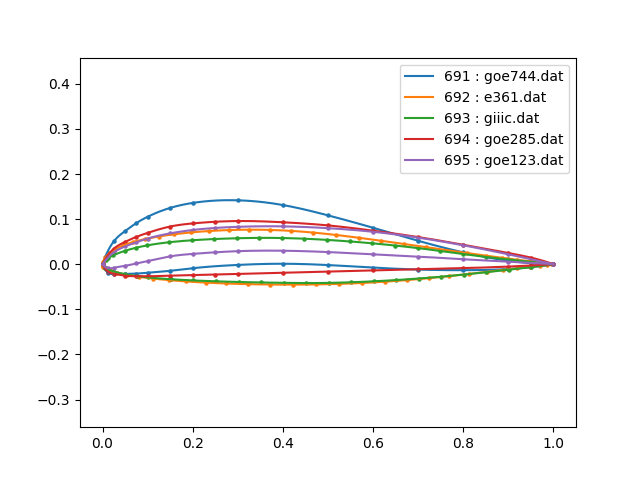 691 : goe744.dat
692 : e361.dat
693 : giiic.dat
694 : goe285.dat
695 : goe123.dat
0.4
0.3
0.2
0.1
0.0
−0.1
−0.2
−0.3
0.0 0.2 0.4 0.6 0.8 1.0